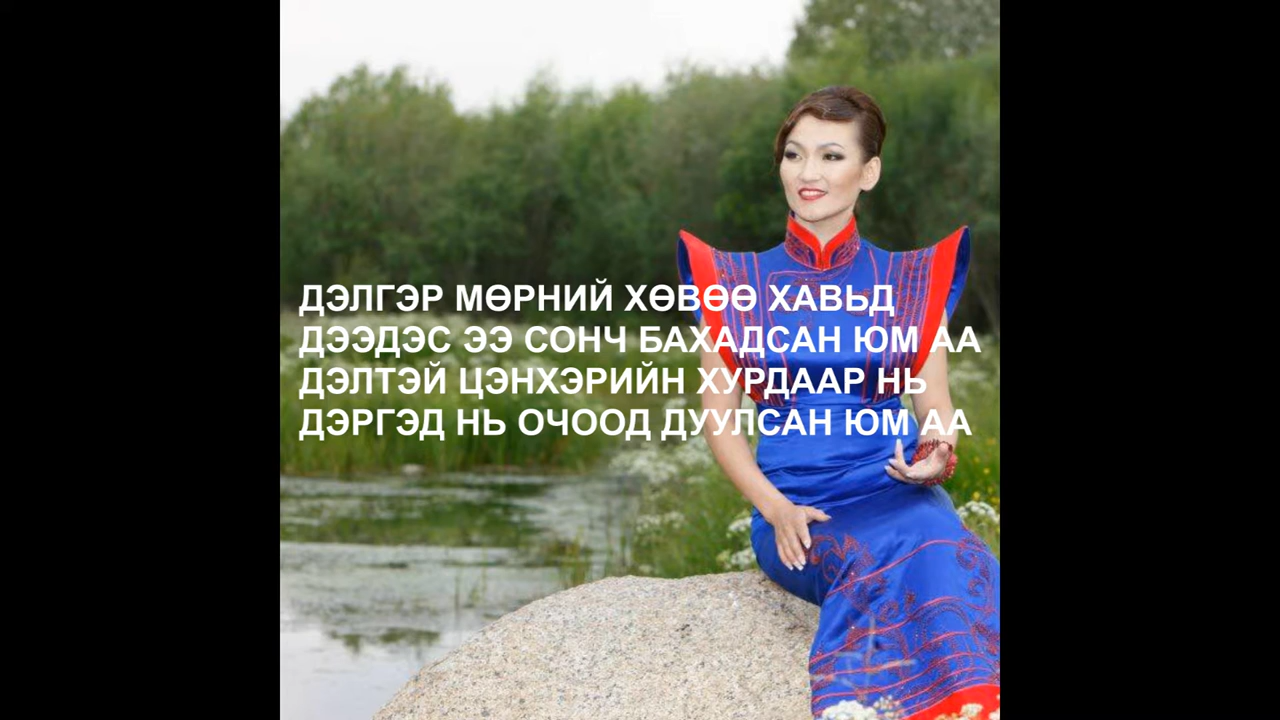 ДЭЛГЭР МӨРНИЙ ХӨВӨӨ ХАВЬД
ДЭЭДЭС ЭЭ СОНЧ БАХАДСАН ЮМ АА
ДЭЛТЭЙ ЦЭНХЭРИЙН ХУРДААР НЬ
ДЭРГЭД НЬ ОЧООД ДУУЛСАН ЮМ АА